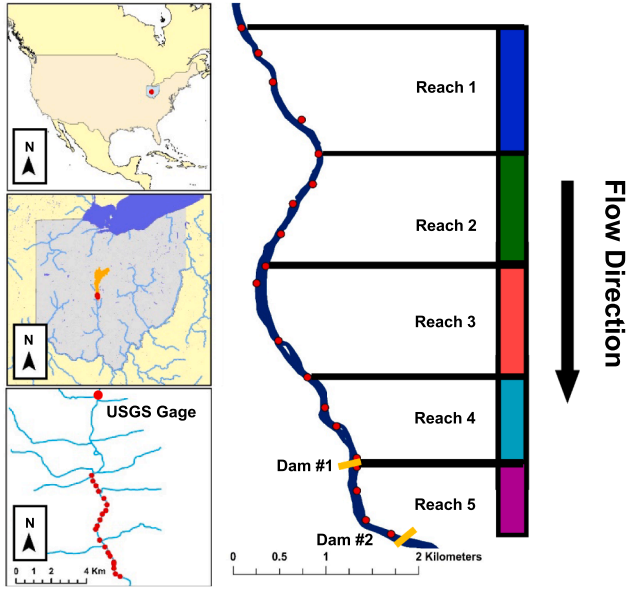 N
N
USGS Gage
N
0 1 2 4 Km
Reach 1
Reach 2
Reach 3
Reach 4
Dam #1
Reach 5
Dam #2
0 0.5 1 2 Kilometers
Flow Direction